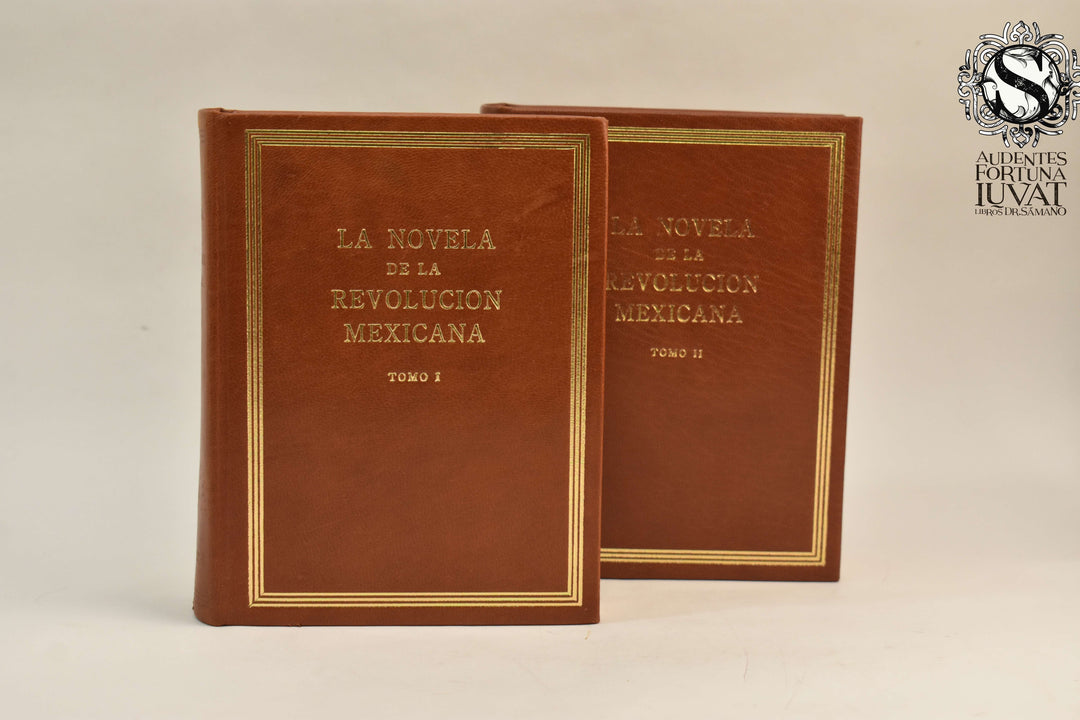 LA NOVELA
DE LA
REVOLUCION
MEXICANA
TOMO I
LA NOVELA
DE LA
REVOLUCION
MEXICANA
TOMO II
S
AUDENTES
FORTUNA
IUVAT
LIBROS DR. SÁMANO